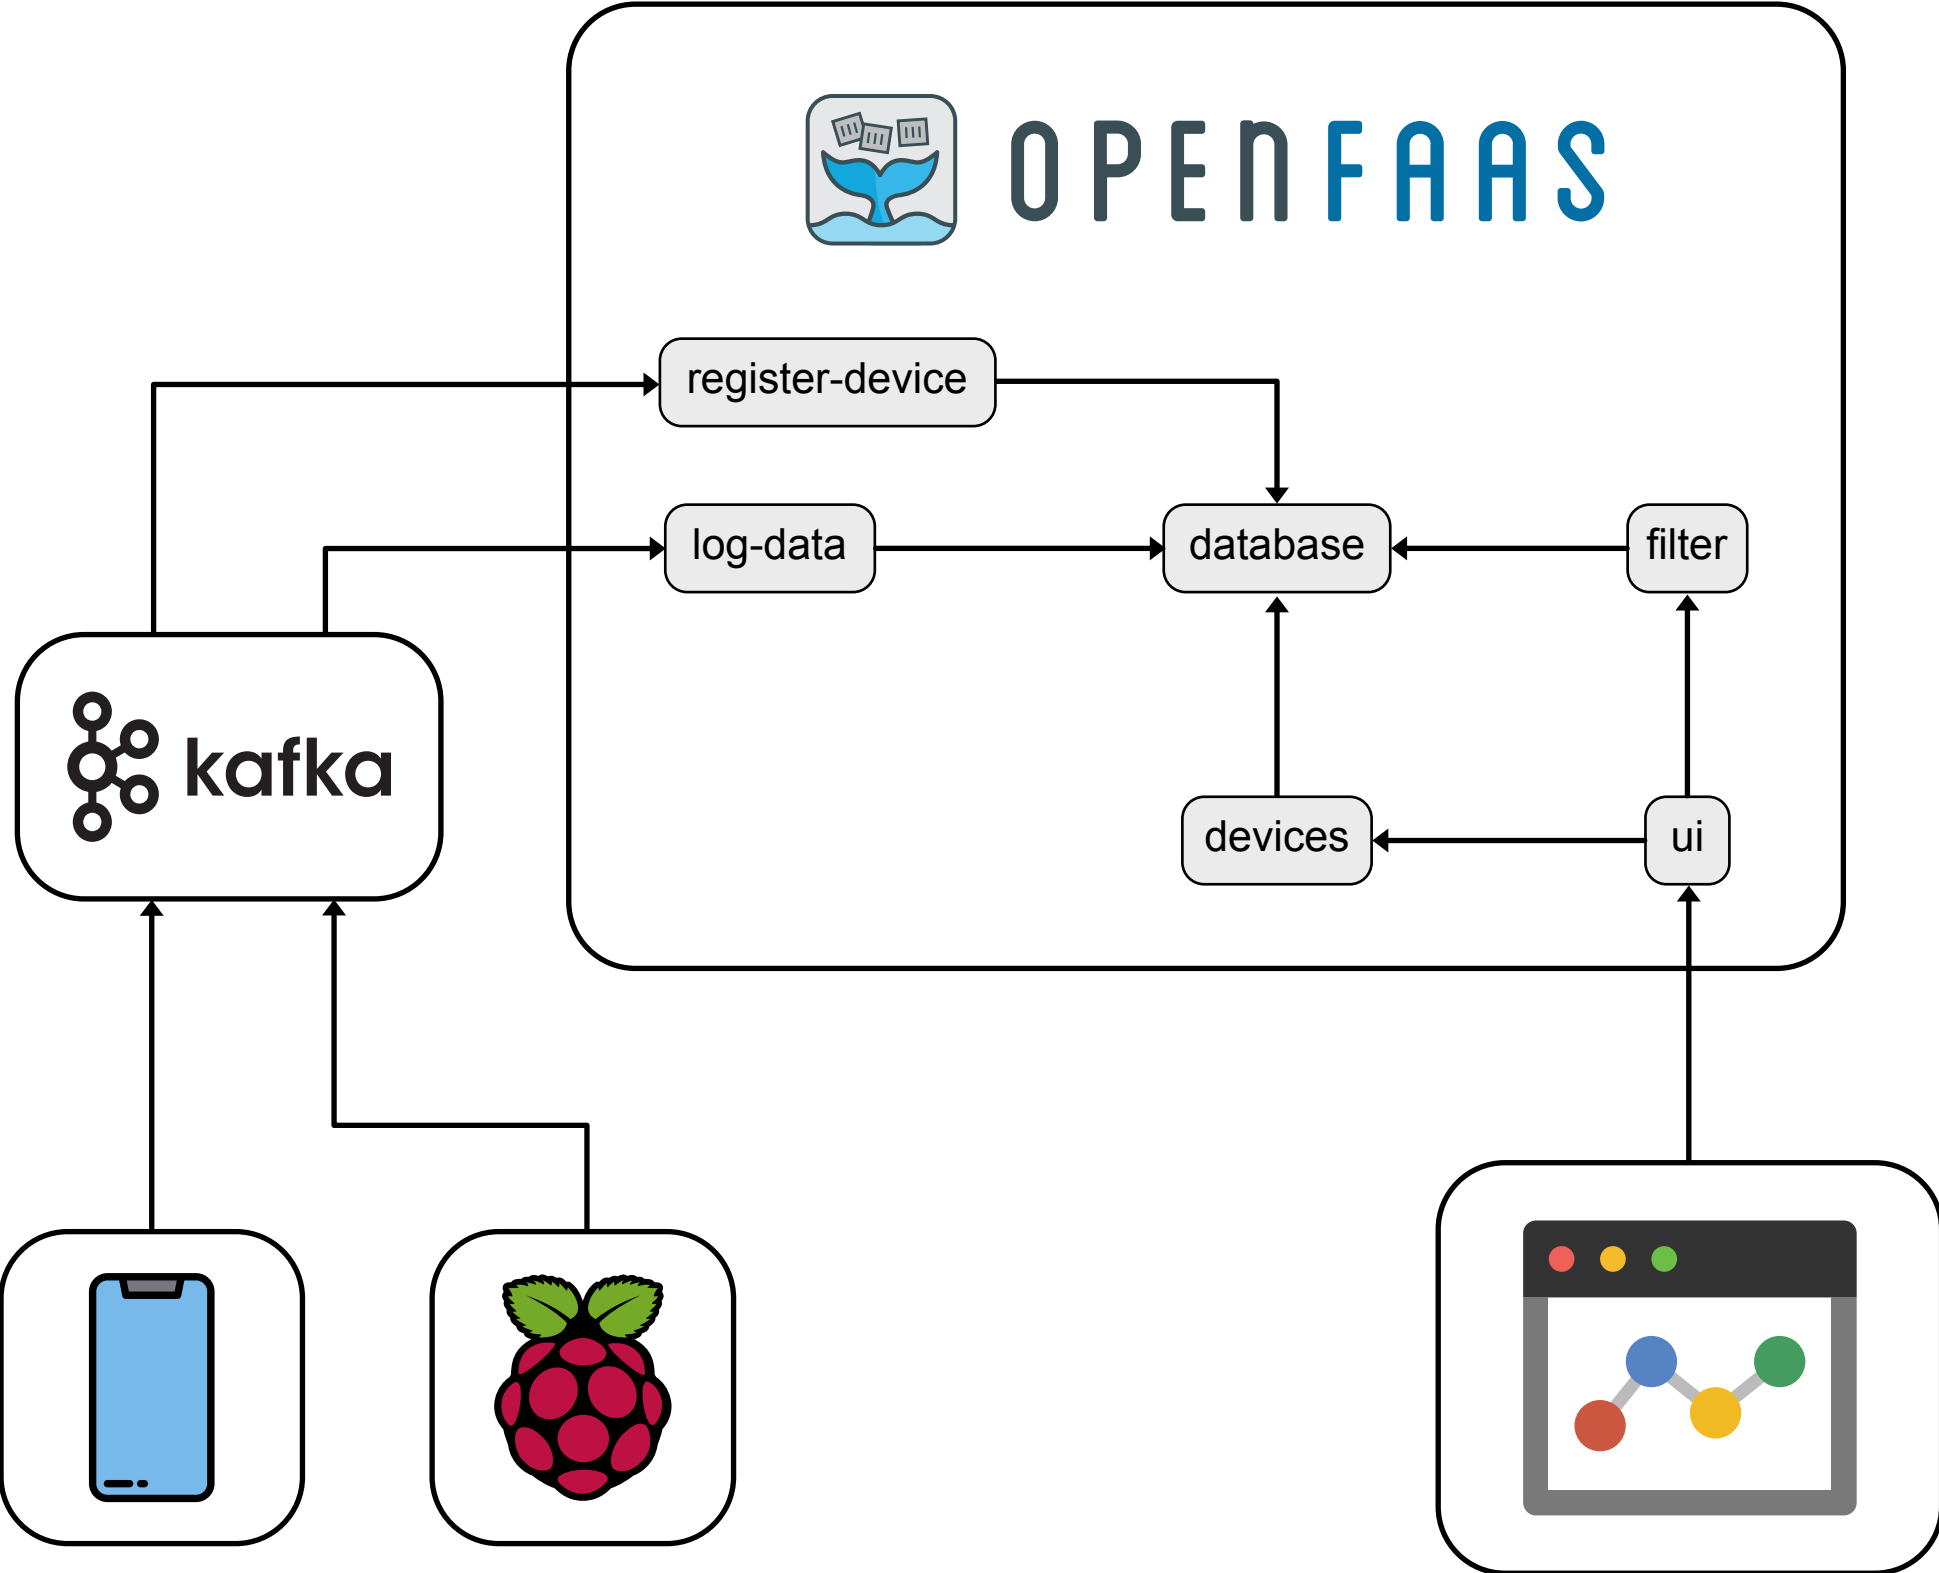 OPENFAAS
register-device
log-data
database
filter
kafka
devices
ui